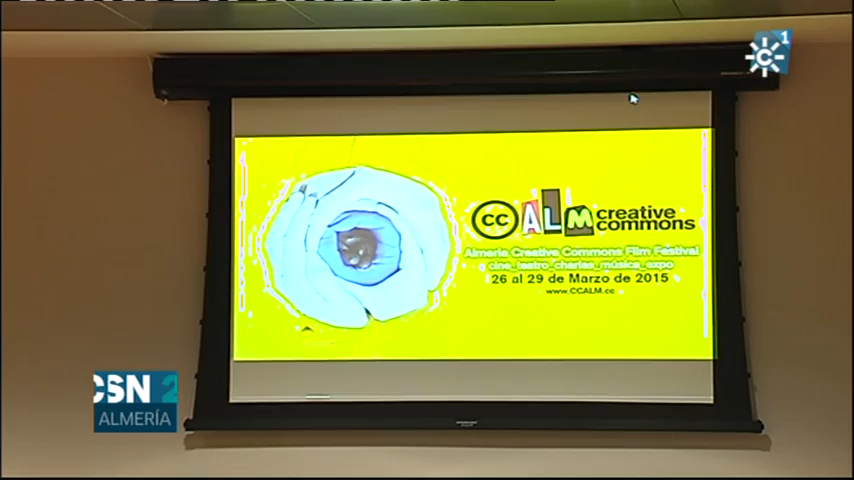 1
cc ALM creative commons
Almería Creative Commons Film Festival
cine_teatro_charlas_música_expo
26 al 29 de Marzo de 2015
www.CCALM.cc
CSN 2
ALMERÍA